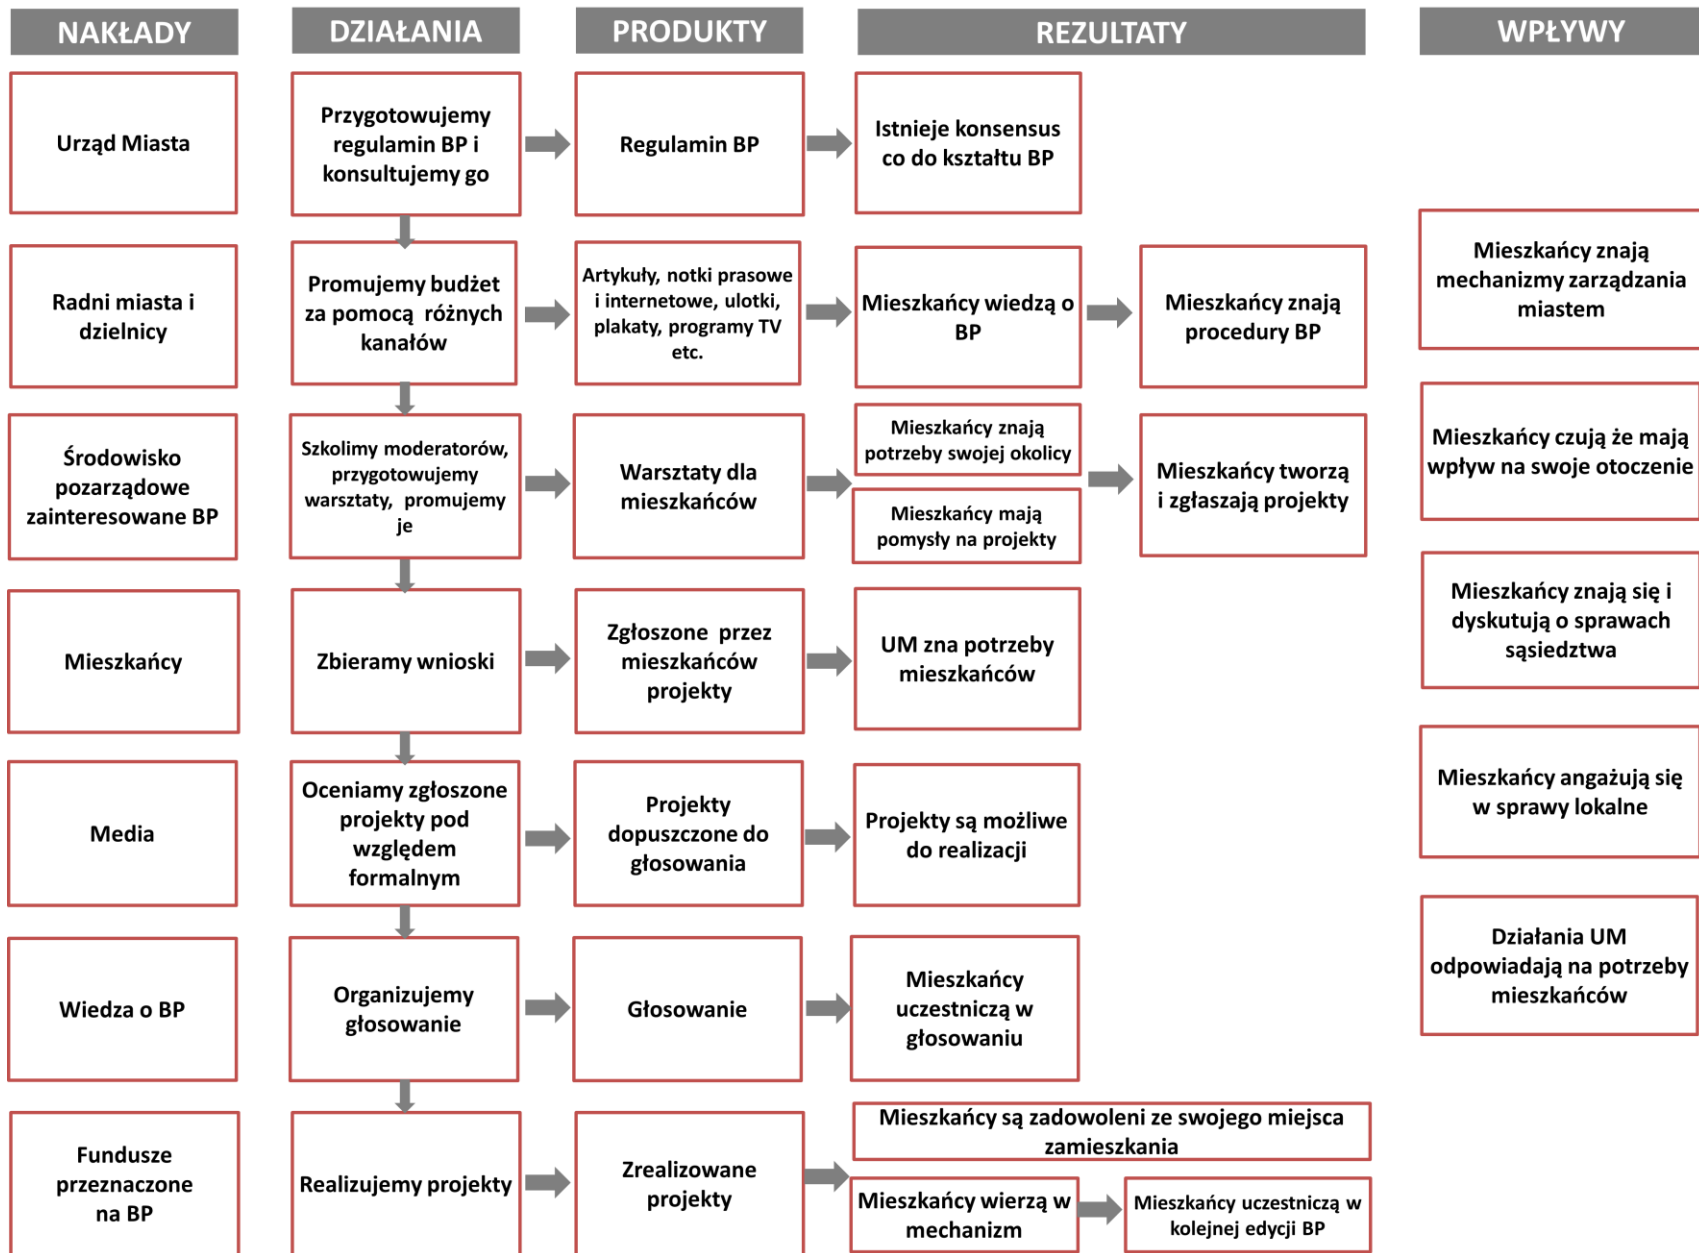 NAKŁADY
DZIAŁANIA
PRODUKTY
REZULTATY
WPŁYWY
Urząd Miasta
Przygotowujemy
regulamin BP i
konsultujemy go
Regulamin BP
Istnieje konsensus
co do kształtu BP
Radni miasta i
dzielnicy
Promujemy budżet
za pomocą różnych
kanałów
Artykuły, notki prasowe
i internetowe, ulotki,
plakaty, programy TV
etc.
Mieszkańcy wiedzą o
BP
Mieszkańcy znają
procedury BP
Środowisko
pozarządowe
zainteresowane BP
Szkolimy moderatorów,
przygotowujemy
warsztaty, promujemy
je
Warsztaty dla
mieszkańców
Mieszkańcy znają
potrzeby swojej okolicy
Mieszkańcy mają
pomysły na projekty
Mieszkańcy tworzą
i zgłaszają projekty
Mieszkańcy
Zbieramy wnioski
Zgłoszone przez
mieszkańców
projekty
UM zna potrzeby
mieszkańców
Media
Oceniamy zgłoszone
projekty pod
względem
formalnym
Projekty
dopuszczone do
głosowania
Projekty są możliwe
do realizacji
Wiedza o BP
Organizujemy
głosowanie
Głosowanie
Mieszkańcy
uczestniczą w
głosowaniu
Fundusze
przeznaczone
na BP
Realizujemy projekty
Zrealizowane
projekty
Mieszkańcy są zadowoleni ze swojego miejsca
zamieszkania
Mieszkańcy wierzą w
mechanizm
Mieszkańcy uczestniczą w
kolejnej edycji BP
Mieszkańcy znają
mechanizmy zarządzania
miastem
Mieszkańcy czują że mają
wpływ na swoje otoczenie
Mieszkańcy znają się i
dyskutują o sprawach
sąsiedztwa
Mieszkańcy angażują się
w sprawy lokalne
Działania UM
odpowiadają na potrzeby
mieszkańców